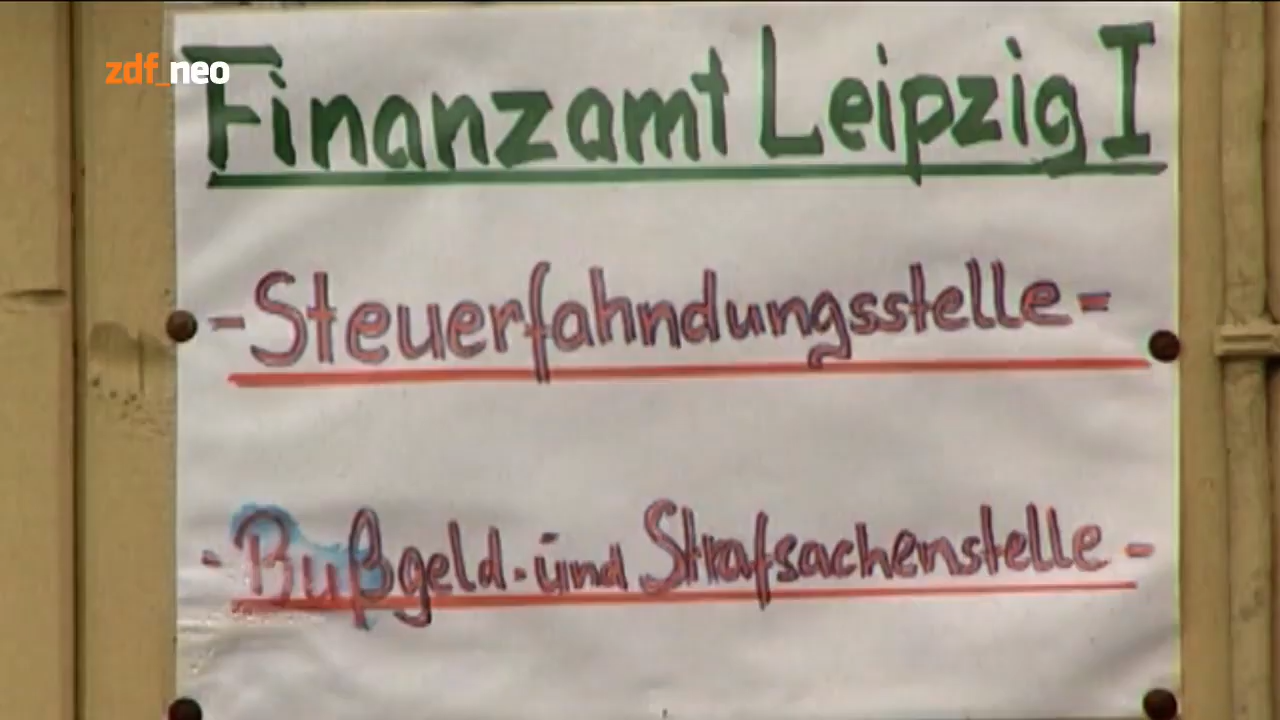 zdf_neo
Finanzamt Leipzig I
-Steuerfahndungsstelle-
-Bußgeld-und Strafsachenstelle-